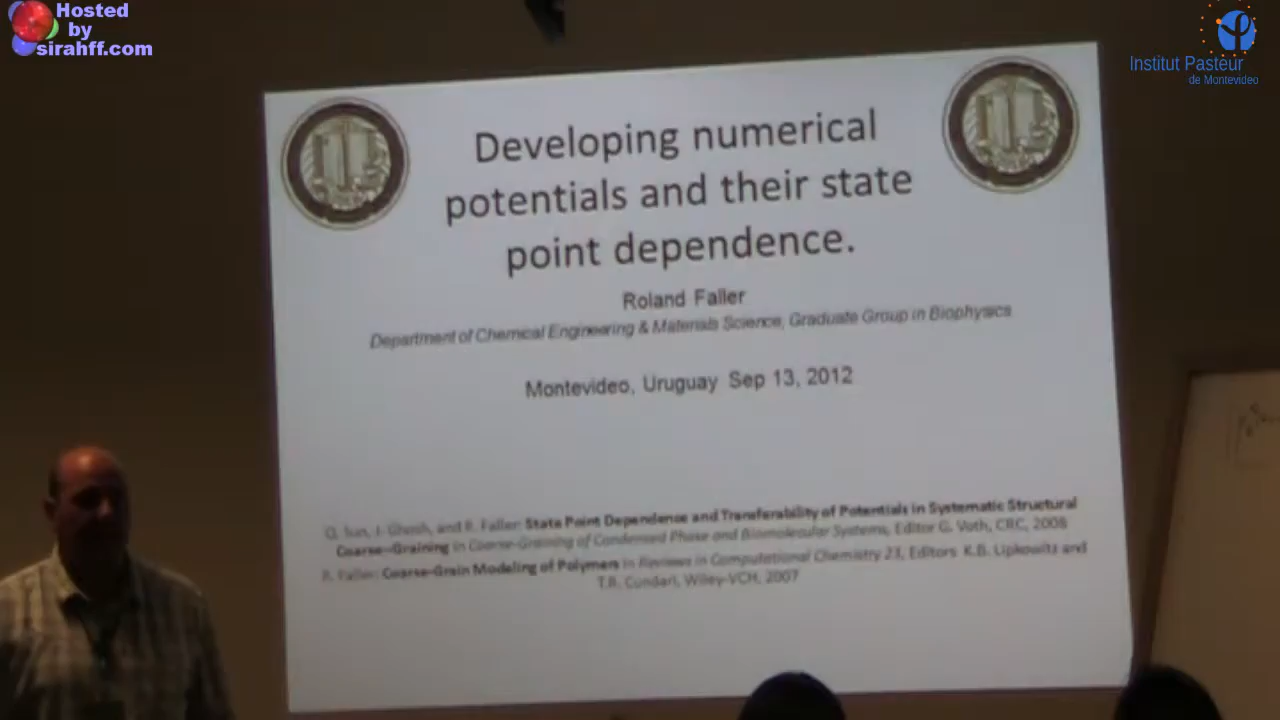 Hosted
by
sirahff.com
Institut Pasteur
de Montevideo
Developing numerical
potentials and their state
point dependence.
Roland Faller
Department of Chemical Engineering & Materials Science, Graduate Group in Biophysics
Montevideo, Uruguay Sep 13, 2012
Q. Sun, J. Ghosh, and R. Faller: State Point Dependence and Transferability of Potentials in Systematic Structural
Coarse-Graining in Coarse-Graining of Condensed Phase and Biomolecular Systems, Editor G. Voth, CRC, 2008
R. Faller: Coarse-Grain Modeling of Polymers in Reviews in Computational Chemistry 23, Editors K.B. Lipkowitz and
T.R. Cundari, Wiley-VCH, 2007